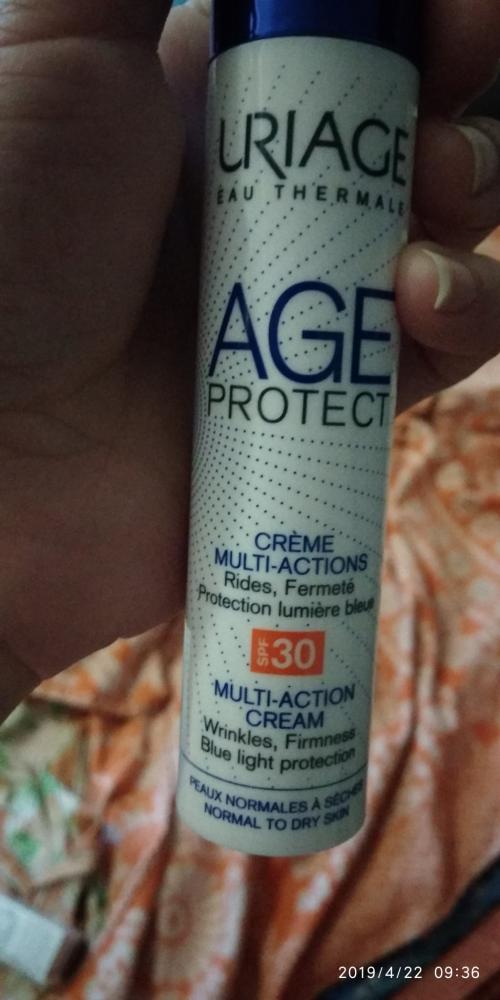 URIAGE
EAU THERMALE
AGE
PROTECT
CRÈME
MULTI-ACTIONS
Rides, Fermeté
Protection lumière bleue
SPF 30
MULTI-ACTION
CREAM
Wrinkles, Firmness
Blue light protection
PEAUX NORMALES À SÈCHES
NORMAL TO DRY SKIN
2019/4/22 09:36